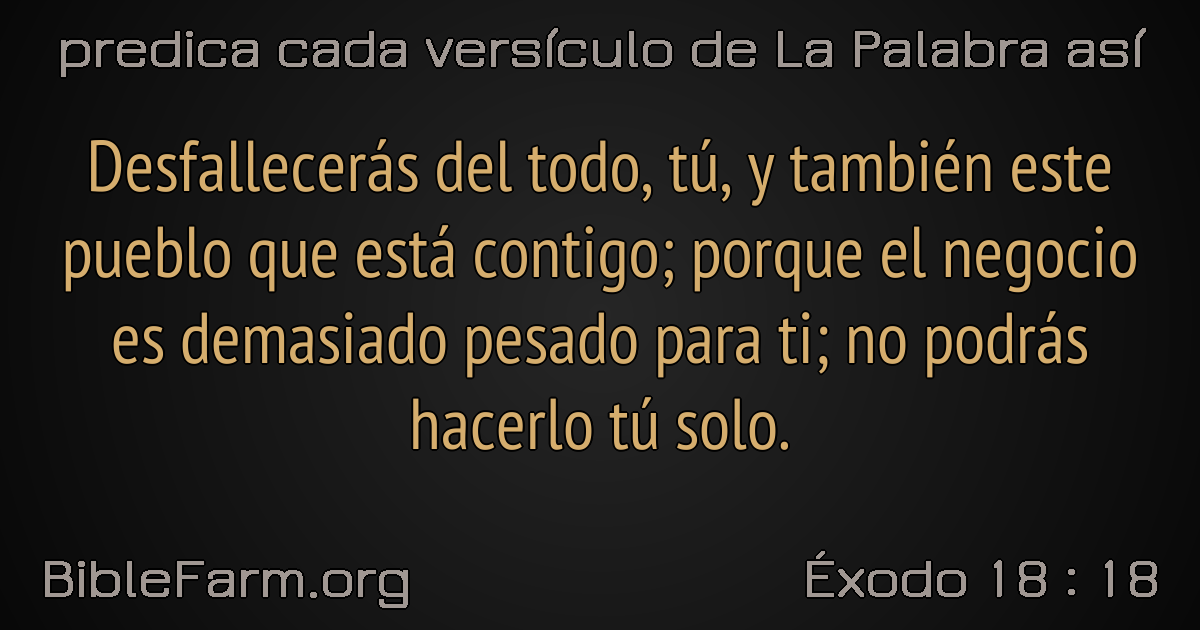 predica cada versículo de La Palabra así
Desfallecerás del todo, tú, y también este
pueblo que está contigo; porque el negocio
es demasiado pesado para ti; no podrás
hacerlo tú solo.
BibleFarm.org
Éxodo 18 : 18